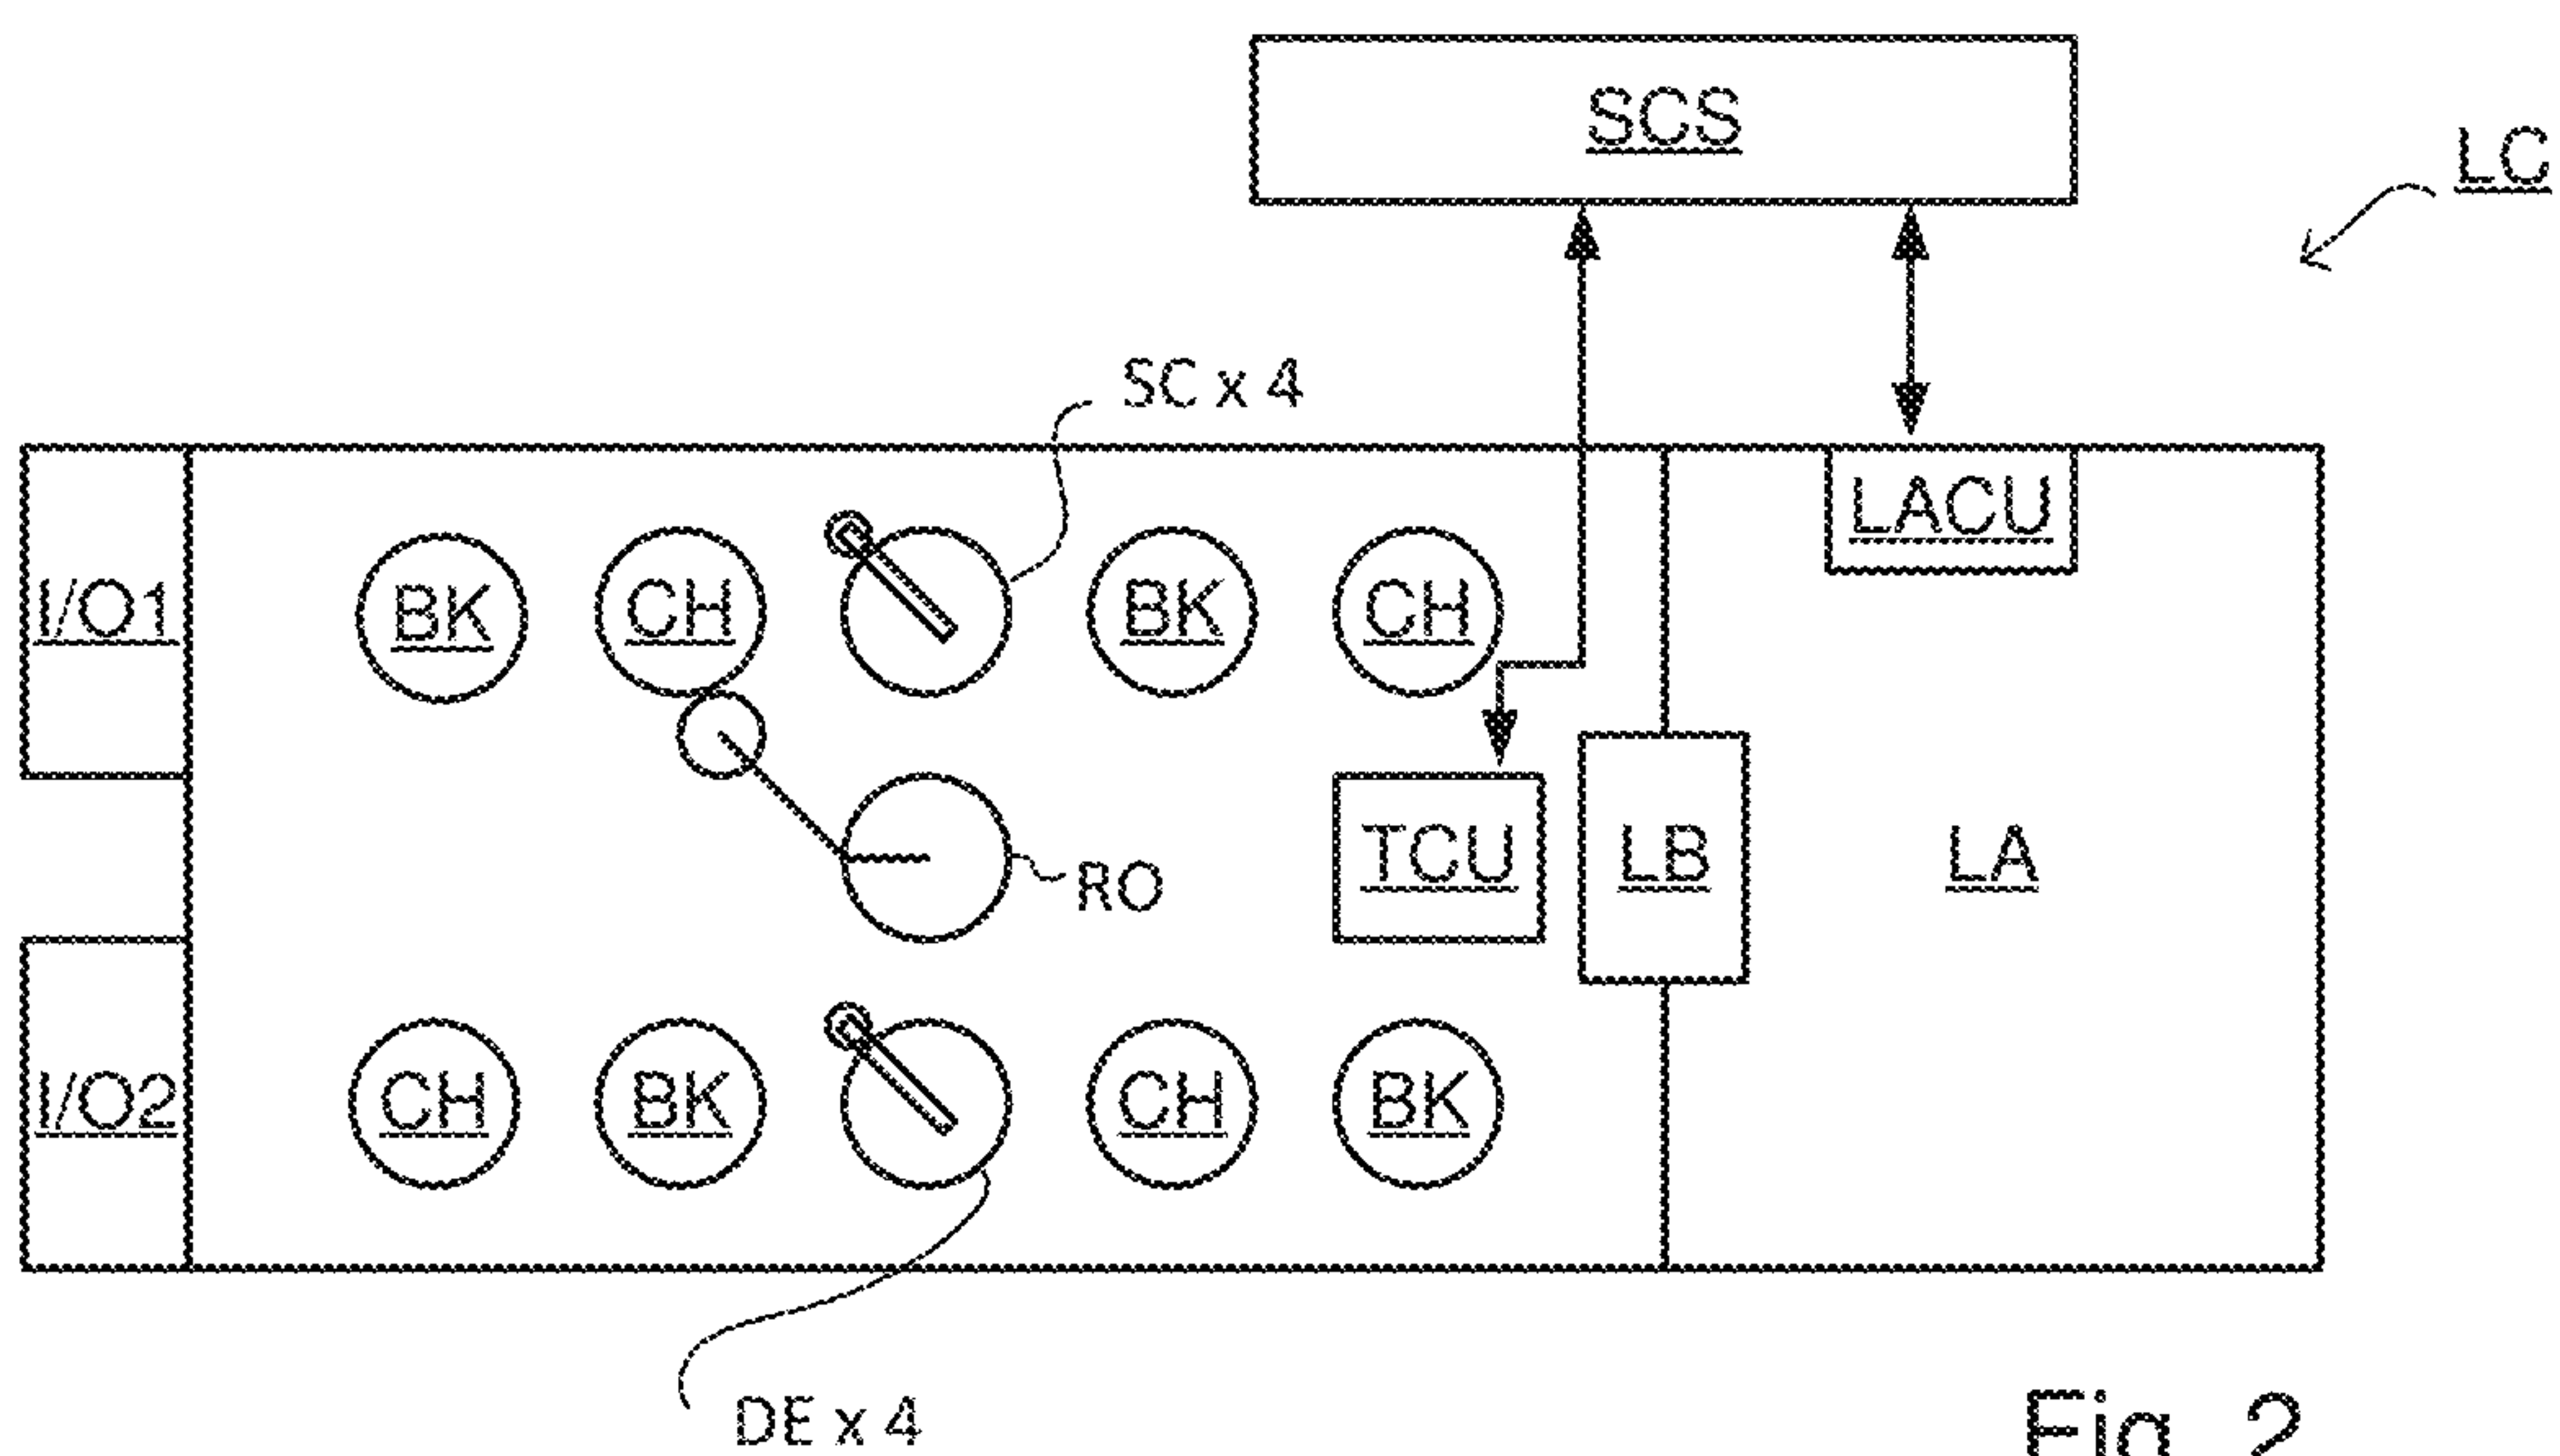 SCS
LC
SC x 4
LACU
I/O1
BK
CH
BK
CH
TCU
LB
LA
RO
I/O2
CH
BK
CH
BK
DE x 4
Fig. 2